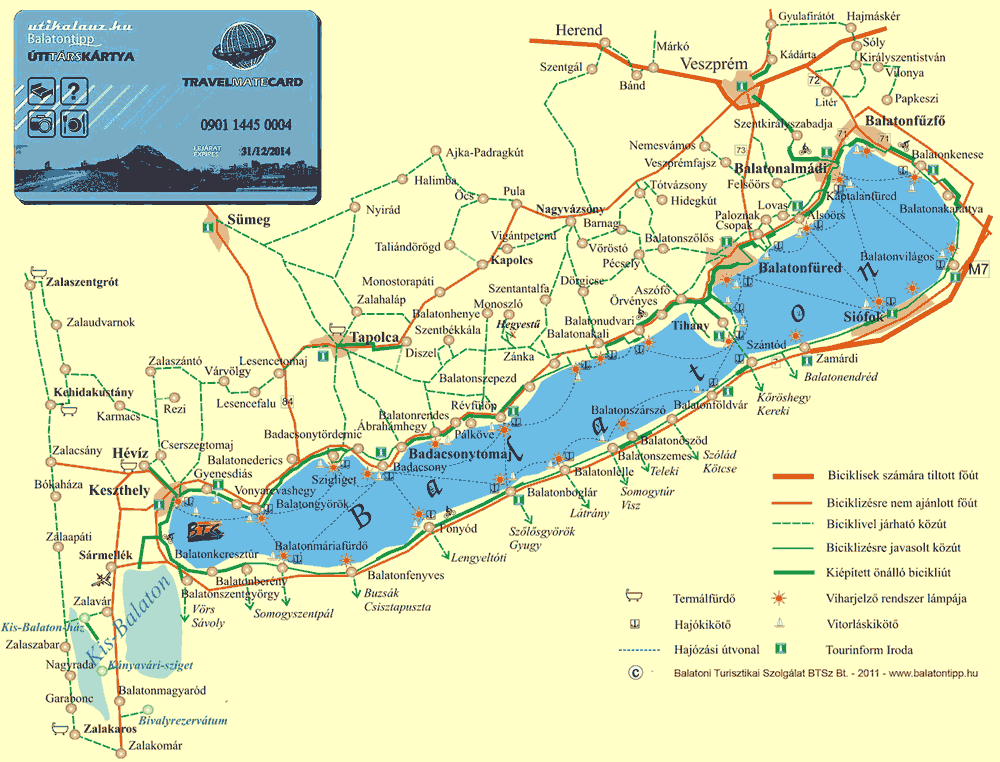 utikalauz.hu
Balatontipp
ÚTITÁRSKÁRTYA
TRAVELMATECARD
0901 1445 0004
LEJÁRAT
EXPIRES
31/12/2014
Herend
Márkó
Szentgál
Bánd
Veszprém
Gyulafirátót
Hajmáskér
Kádárta
Sóly
Királyszentistván
Vilonya
72
Litér
Papkeszi
Szentkirályszabadja
Balatonfűzfő
71
71
Nemesvámos
73
Veszprémfajsz
Balatonalmádi
Balatonkenese
Felsőörs
Káptalanfüred
Balatonakarattya
Tótvázsony
Hidegkút
Lovas
Paloznak
Csopak
Alsóörs
Ajka-Padragkút
Halimba
Öcs
Pula
Nyírád
Nagyvázsony
Barnag
Vigántpetend
Vöröstó
Balatonszőlős
Pécsely
Taliándörögd
Kapolcs
Balatonfüred
Balatonvilágos
M7
Sümeg
Monostorapáti
Szentantalfa
Dörgicse
Aszófő
Örvényes
Siófok
Zalaszentgrót
Zalahaláp
Monoszló
Balatonhenye
Hegyestű
Balatonudvari
Tihany
Zalaudvarnok
Szentbékkálla
Balatonakali
Szántód
Tapolca
Diszel
Zánka
Zamárdi
7
Zalaszántó
Lesencetomaj
Balatonendréd
Várvölgy
Balatonszepezd
Kőröshegy
Kereki
Kehidakustány
Lesencefalu
84
Rezi
Karmacs
Révfülöp
Balatonföldvár
Balatonrendes
Ábrahámhegy
Pálköve
Balatonszárszó
Cserszegtomaj
Badacsonytördemic
Balatonőszöd
Zalacsány
Hévíz
Badacsonytomaj
Balatonszemes
Szólád
Kötcse
Balatonederics
Badacsony
Gyenesdiás
Szigliget
Balatonlelle
Teleki
Bókaháza
Keszthely
Vonyarcvashegy
Balatongyörök
Balatonboglár
Somogytúr
Visz
Látrány
B a l a t o n
BTSz
Fonyód
Szőlősgyörök
Gyugy
Zalaapáti
Balatonkeresztúr
Balatonmáriafürdő
Lengyeltóti
Sármellék
Balatonberény
Balatonfenyves
Balatonszentgyörgy
Buzsák
Csisztapuszta
Zalavár
Vörs
Sávoly
Somogyszentpál
Kis-Balaton
Kis-Balaton-ház
Zalaszabar
Nagyrada
Kányavári-sziget
Garabonc
Balatonmagyaród
Bivalyrezervátum
Zalakaros
Zalakomár
Biciklisek számára tiltott főút
Biciklizésre nem ajánlott főút
Biciklivel járható közút
Biciklizésre javasolt közút
Kiépített önálló bicikliút
Termálfürdő
Viharjelző rendszer lámpája
Hajókikötő
Vitorláskikötő
Hajózási útvonal
Tourinform Iroda
© Balatoni Turisztikai Szolgálat BTSz Bt. - 2011 - www.balatontipp.hu